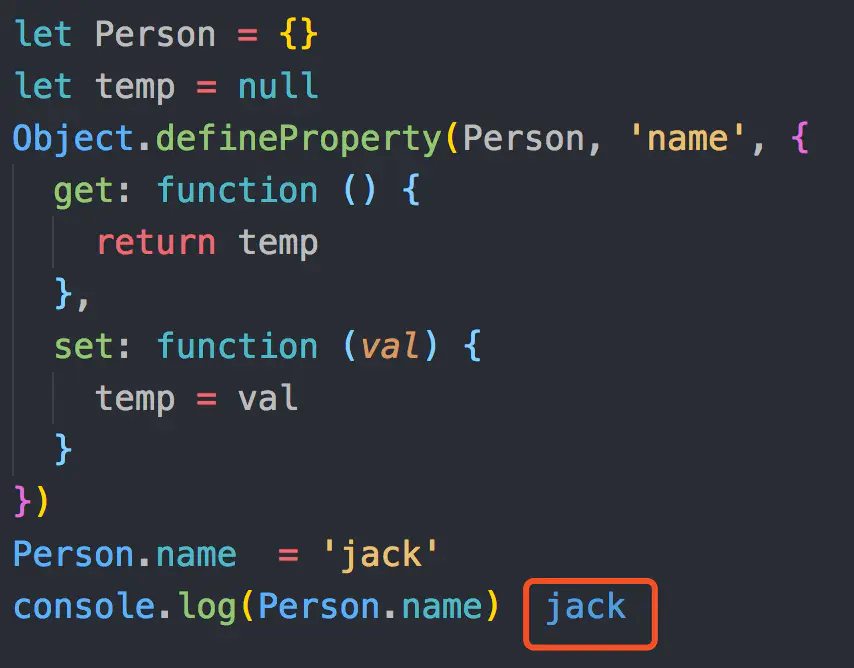 let Person = {}
let temp = null
Object.defineProperty(Person, 'name', {
  get: function () {
    return temp
  },
  set: function (val) {
    temp = val
  }
})
Person.name  = 'jack'
console.log(Person.name)  jack